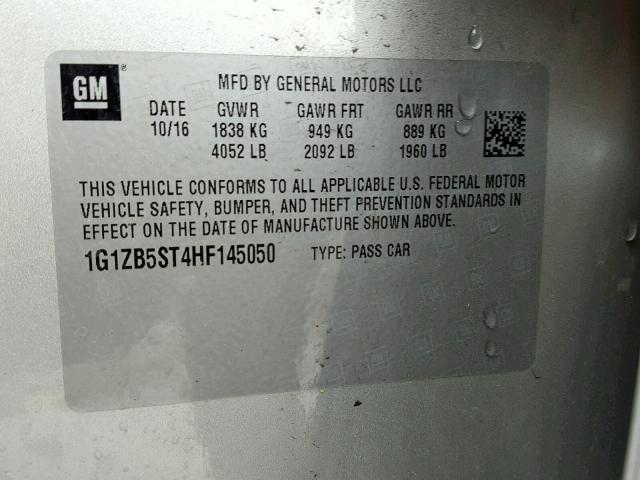 GM
MFD BY GENERAL MOTORS LLC
DATE GVWR GAWR FRT GAWR RR
10/16 1838 KG 949 KG 889 KG
4052 LB 2092 LB 1960 LB
THIS VEHICLE CONFORMS TO ALL APPLICABLE U.S. FEDERAL MOTOR
VEHICLE SAFETY, BUMPER, AND THEFT PREVENTION STANDARDS IN
EFFECT ON THE DATE OF MANUFACTURE SHOWN ABOVE.
1G1ZB5ST4HF145050 TYPE: PASS CAR